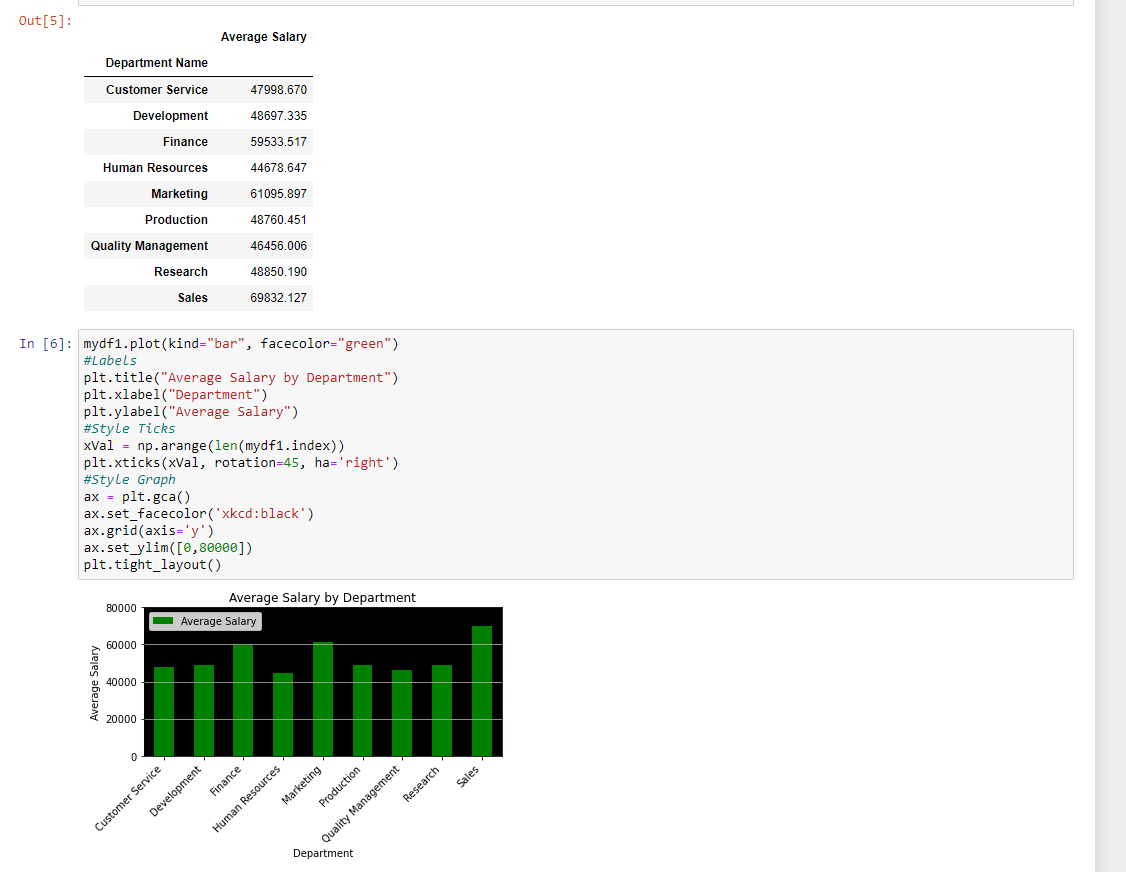 Out[5]:
Average Salary
Department Name
Customer Service 47998.670
Development 48697.335
Finance 59533.517
Human Resources 44678.647
Marketing 61095.897
Production 48760.451
Quality Management 46456.006
Research 48850.190
Sales 69832.127
In [6]: mydf1.plot(kind="bar", facecolor="green")
#Labels
plt.title("Average Salary by Department")
plt.xlabel("Department")
plt.ylabel("Average Salary")
#Style Ticks
xVal = np.arange(len(mydf1.index))
plt.xticks(xVal, rotation=45, ha='right')
#Style Graph
ax = plt.gca()
ax.set_facecolor('xkcd:black')
ax.grid(axis='y')
ax.set_ylim([0,80000])
plt.tight_layout()
Average Salary by Department
80000
Average Salary
60000
40000
20000
0
Average Salary
Customer Service
Development
Finance
Human Resources
Marketing
Production
Quality Management
Research
Sales
Department